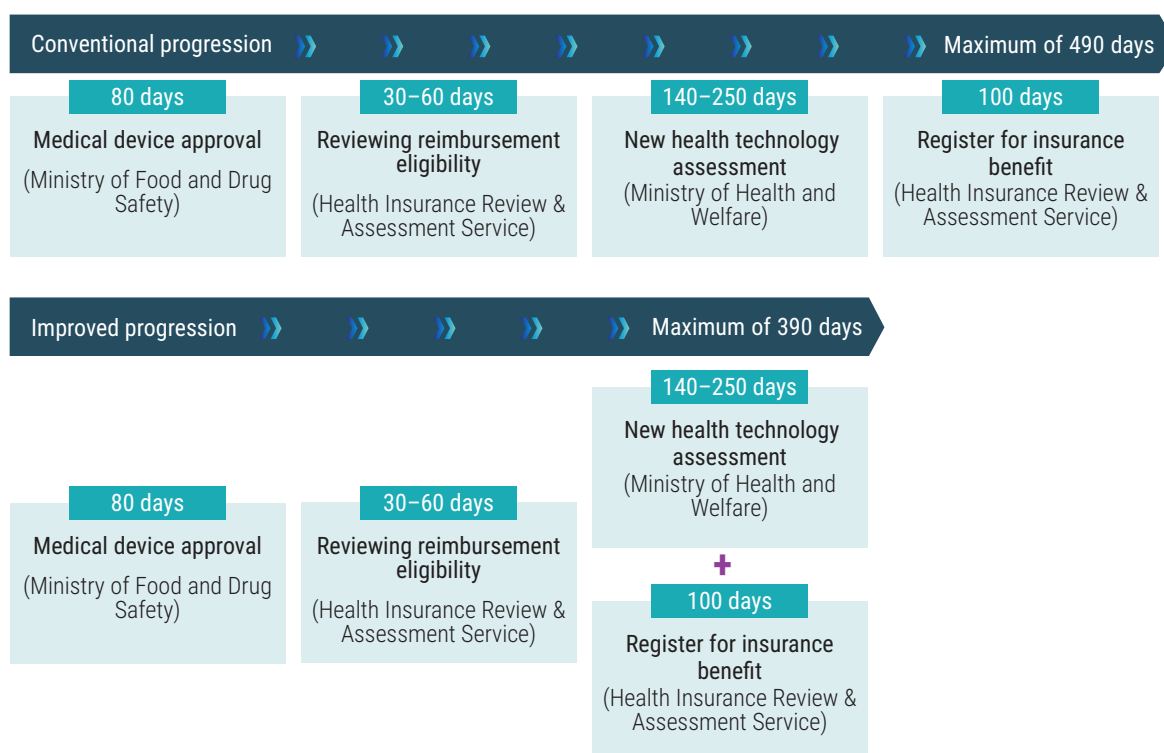 Conventional progression
Maximum of 490 days
80 days
Medical device approval
(Ministry of Food and Drug
Safety)
30–60 days
Reviewing reimbursement
eligibility
(Health Insurance Review &
Assessment Service)
140–250 days
New health technology
assessment
(Ministry of Health and
Welfare)
100 days
Register for insurance
benefit
(Health Insurance Review &
Assessment Service)
Improved progression
Maximum of 390 days
80 days
Medical device approval
(Ministry of Food and Drug
Safety)
30–60 days
Reviewing reimbursement
eligibility
(Health Insurance Review &
Assessment Service)
140–250 days
New health technology
assessment
(Ministry of Health and
Welfare)
+
100 days
Register for insurance
benefit
(Health Insurance Review &
Assessment Service)